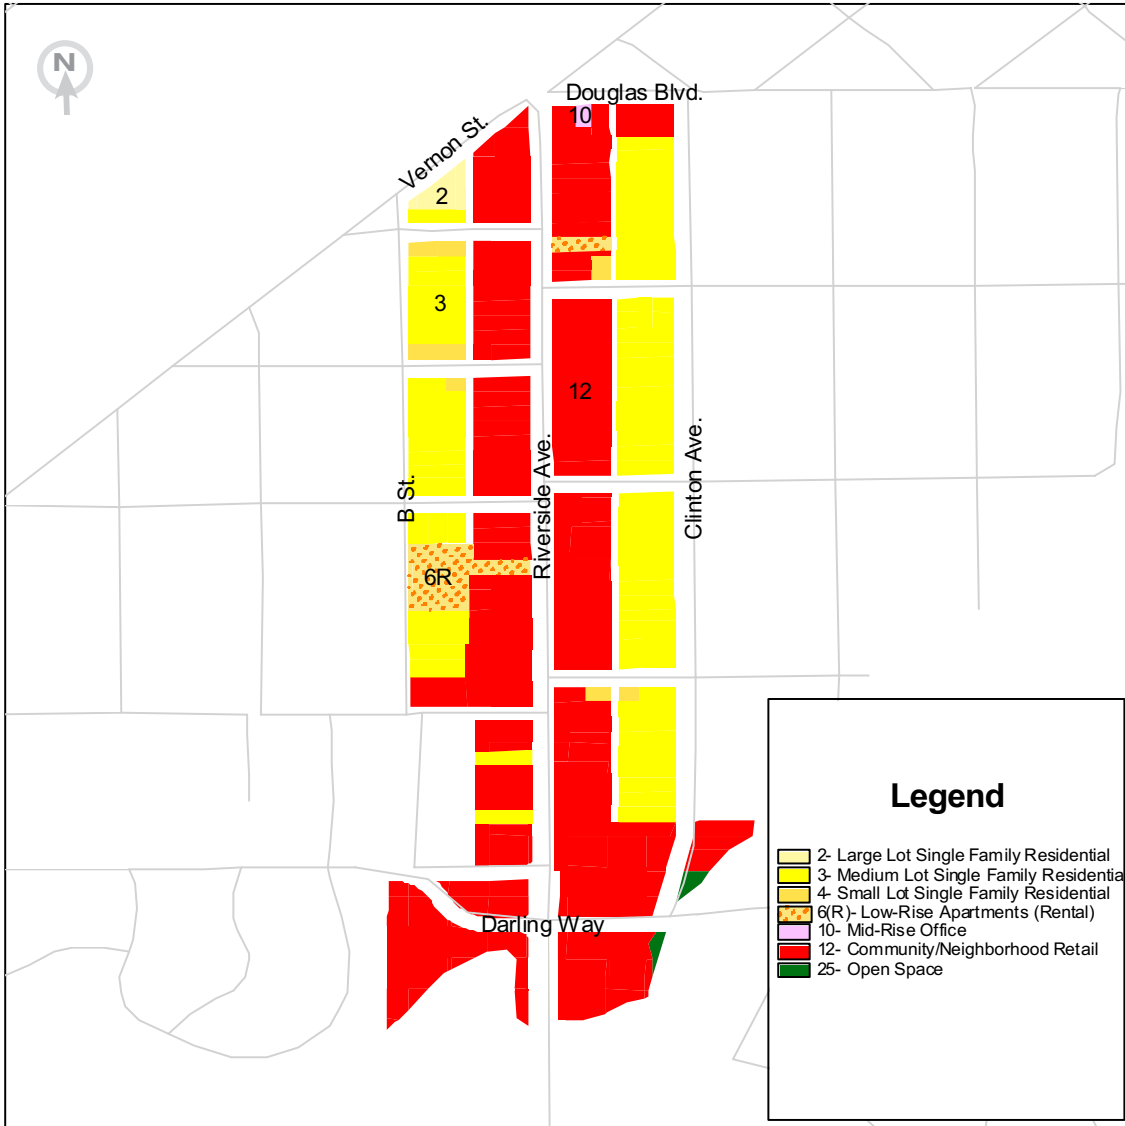 N
Douglas Blvd.
10
Vernon St.
2
3
12
B St.
Riverside Ave.
Clinton Ave.
6R
Darling Way
Legend
2- Large Lot Single Family Residential
3- Medium Lot Single Family Residentia
4- Small Lot Single Family Residential
6(R)- Low-Rise Apartments (Rental)
10- Mid-Rise Office
12- Community/Neighborhood Retail
25- Open Space